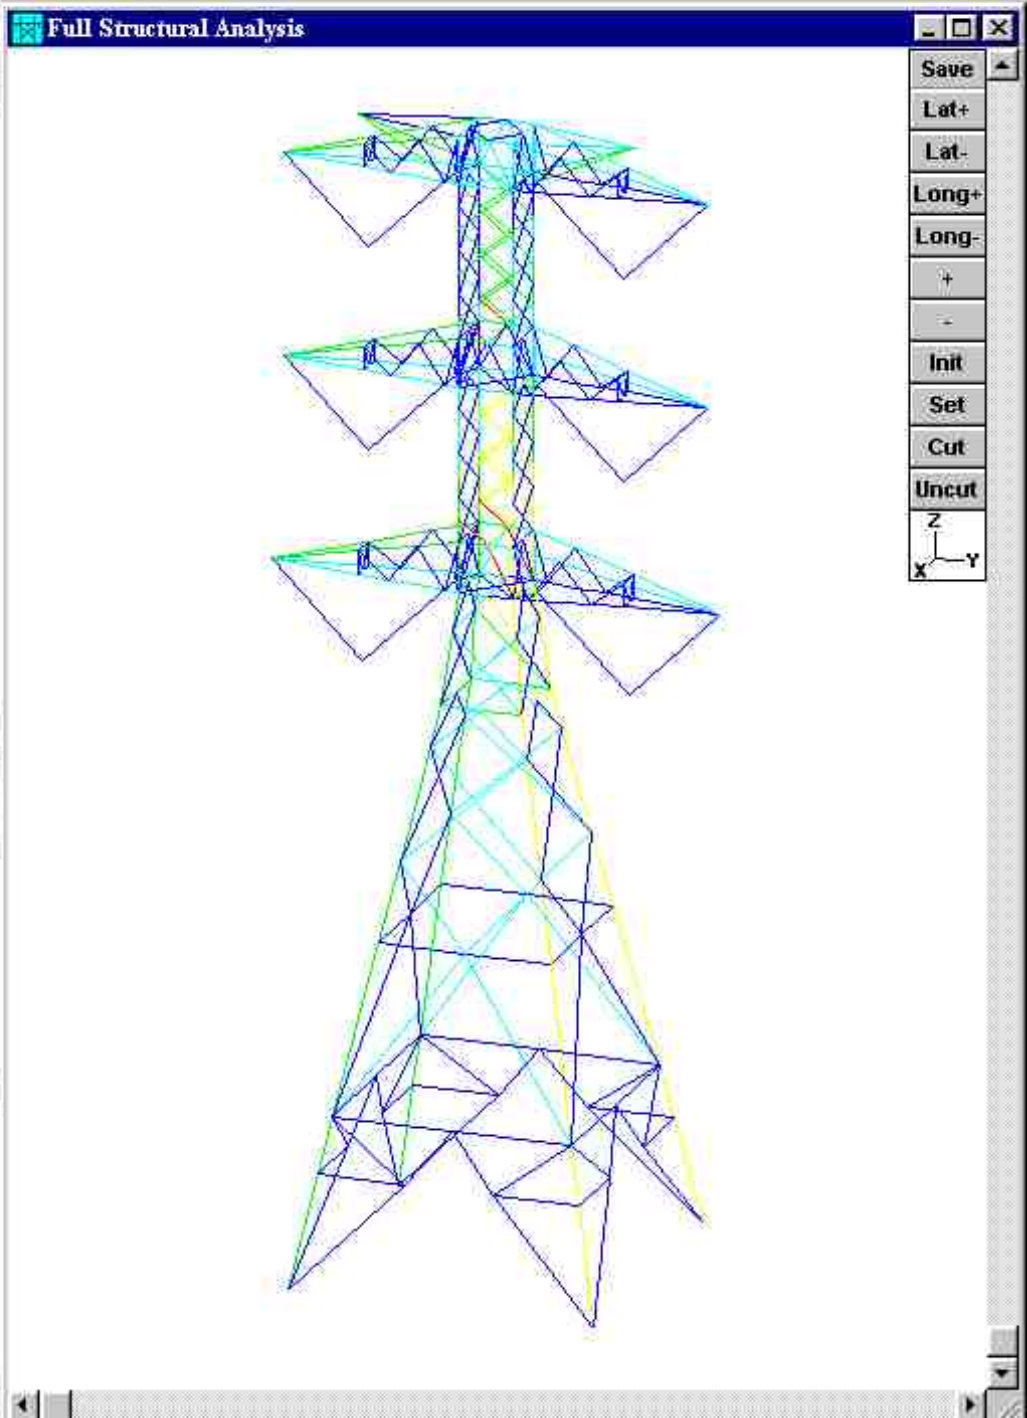 Full Structural Analysis
Save
Lat+
Lat-
Long+
Long-
+
-
Init
Set
Cut
Uncut
Z
X Y